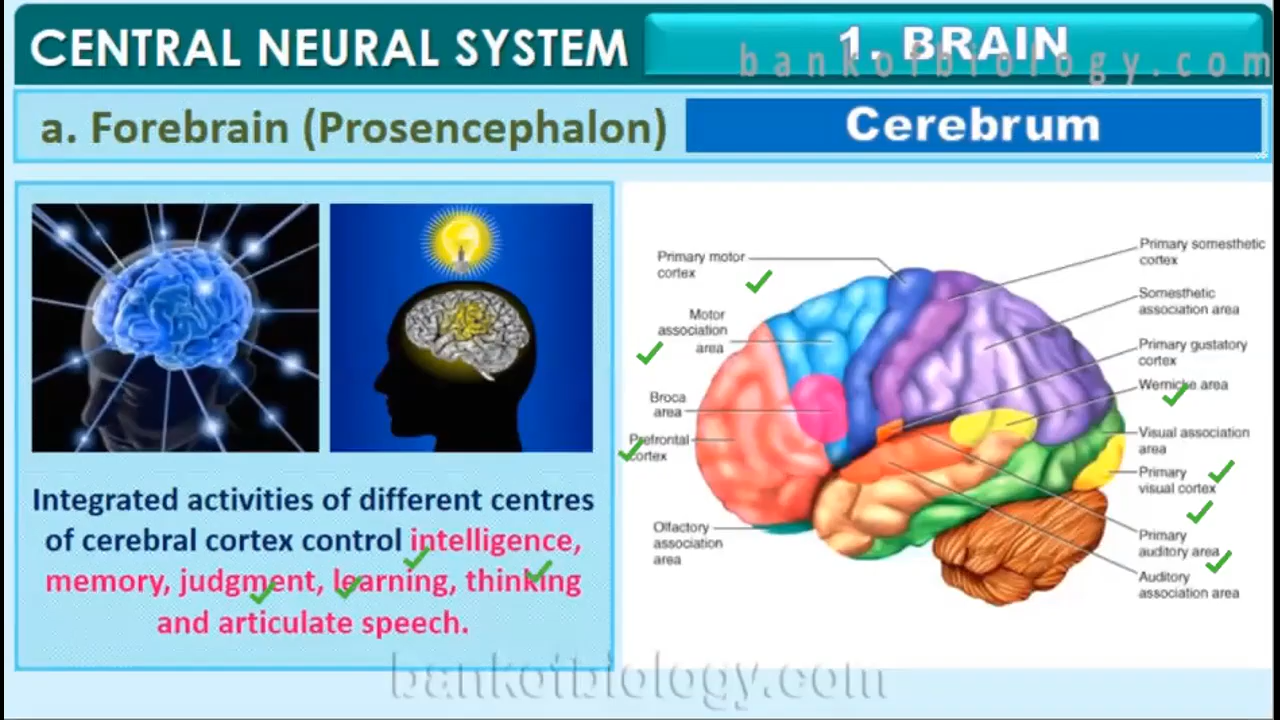 CENTRAL NEURAL SYSTEM
1. BRAIN
bankofbiology.com
a. Forebrain (Prosencephalon)
Cerebrum
Integrated activities of different centres
of cerebral cortex control intelligence,
memory, judgment, learning, thinking
and articulate speech.
Primary motor
cortex
Motor
association
area
Broca
area
Prefrontal
cortex
Olfactory
association
area
Primary somesthetic
cortex
Somesthetic
association area
Primary gustatory
cortex
Wernicke area
Visual association
area
Primary
visual cortex
Primary
auditory area
Auditory
association area
bankofbiology.com